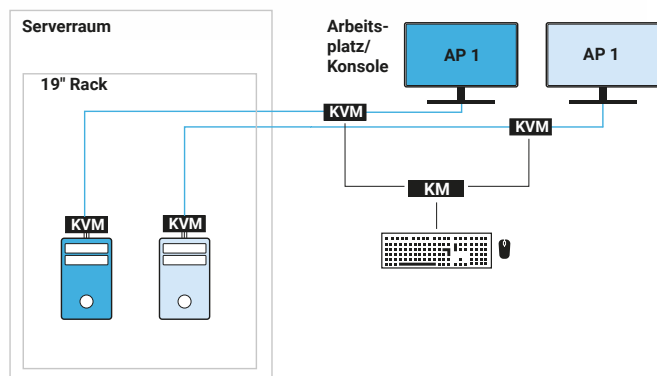 Serverraum
19" Rack
Arbeits-
platz/
Konsole
AP 1
AP 1
KVM
KVM
KM
KVM
KVM